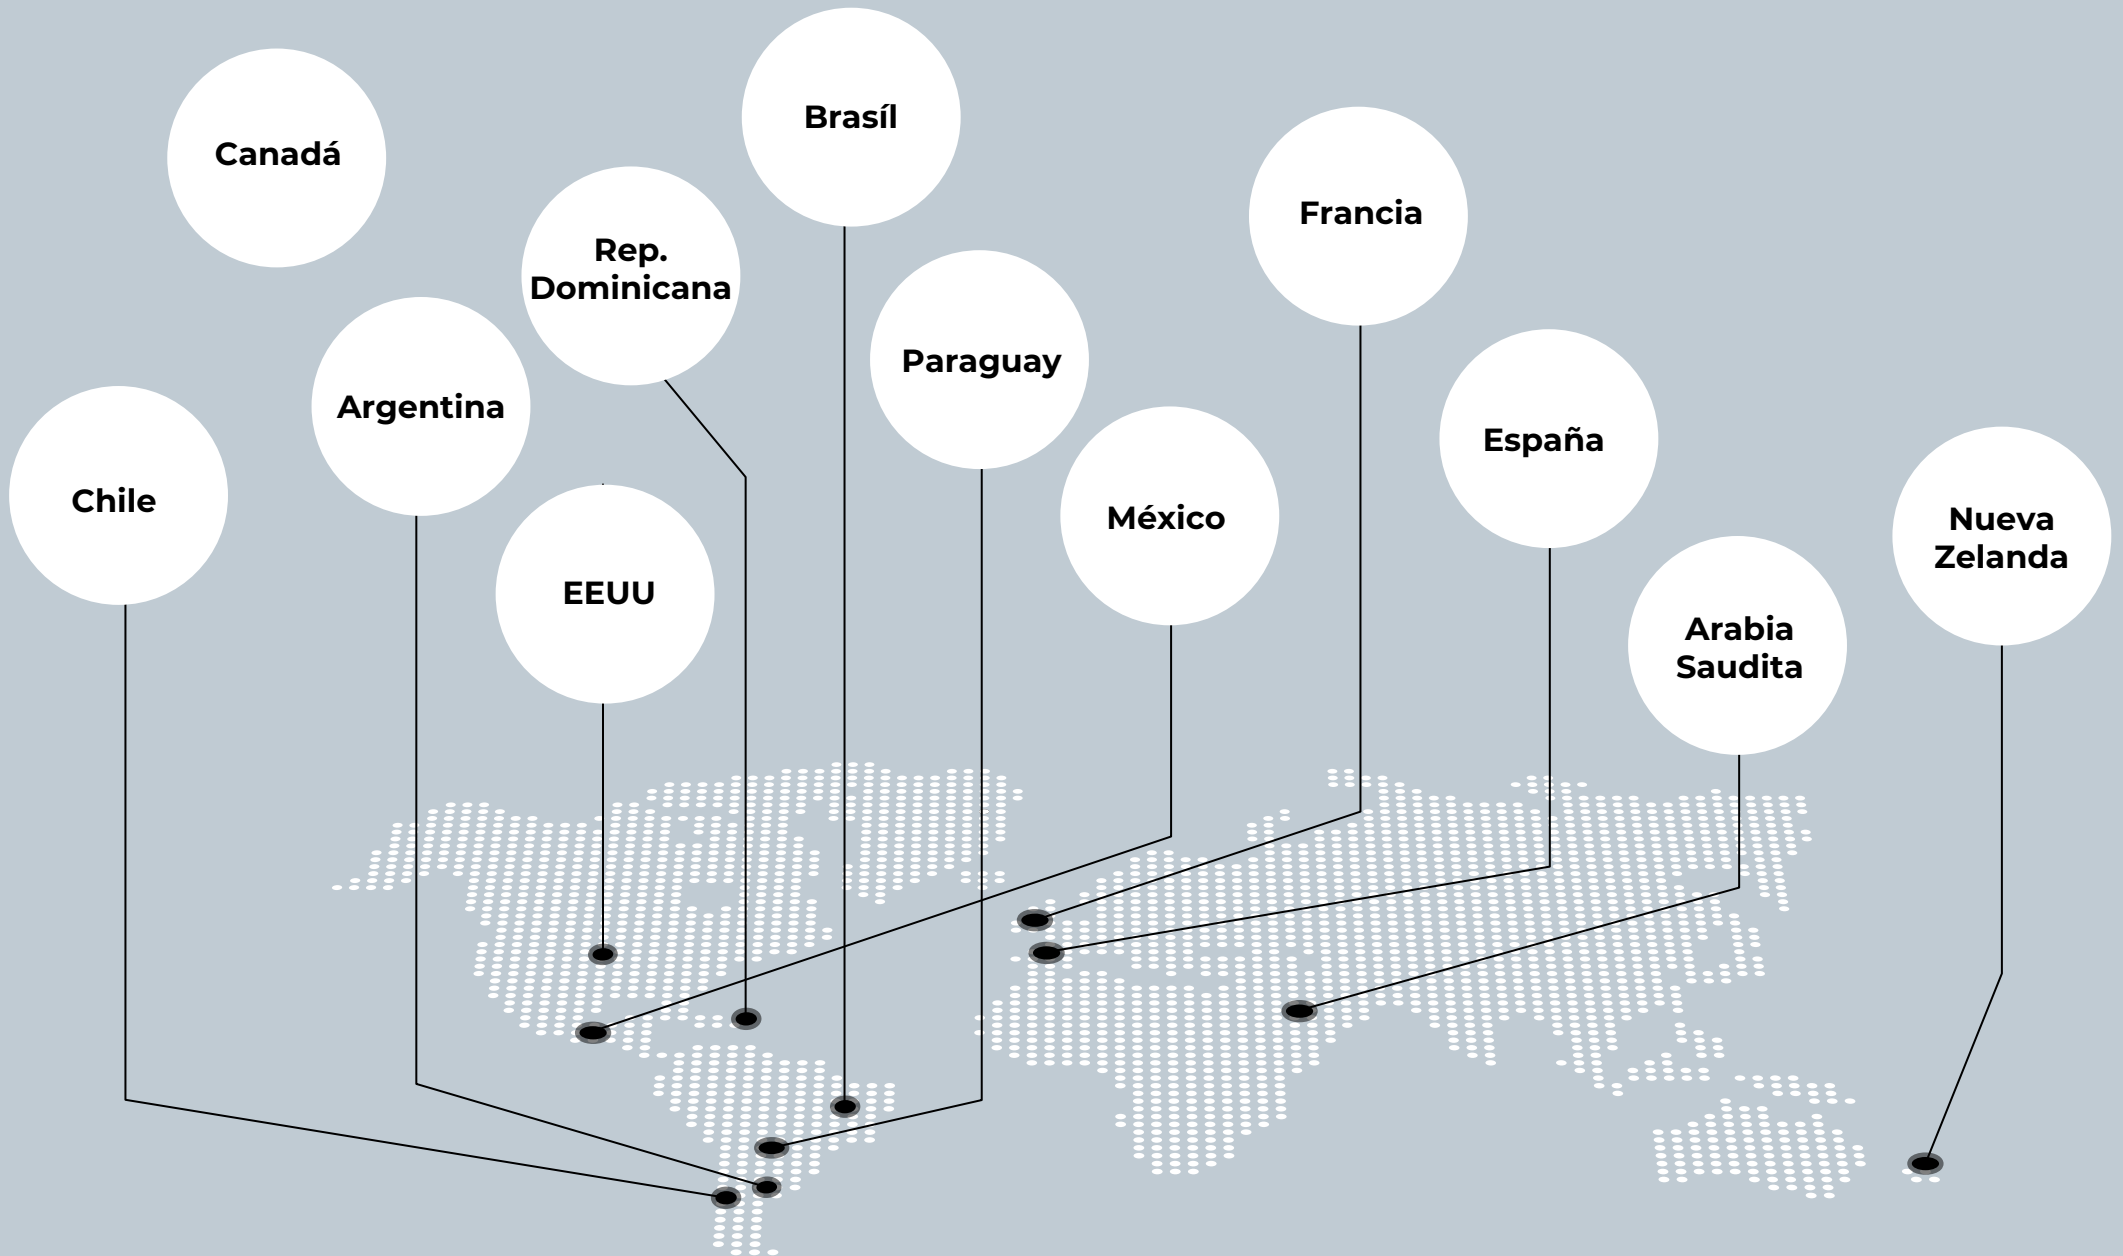 Canadá
Brasíl
Rep.
Dominicana
Francia
Paraguay
Argentina
España
Chile
México
Nueva
Zelanda
EEUU
Arabia
Saudita